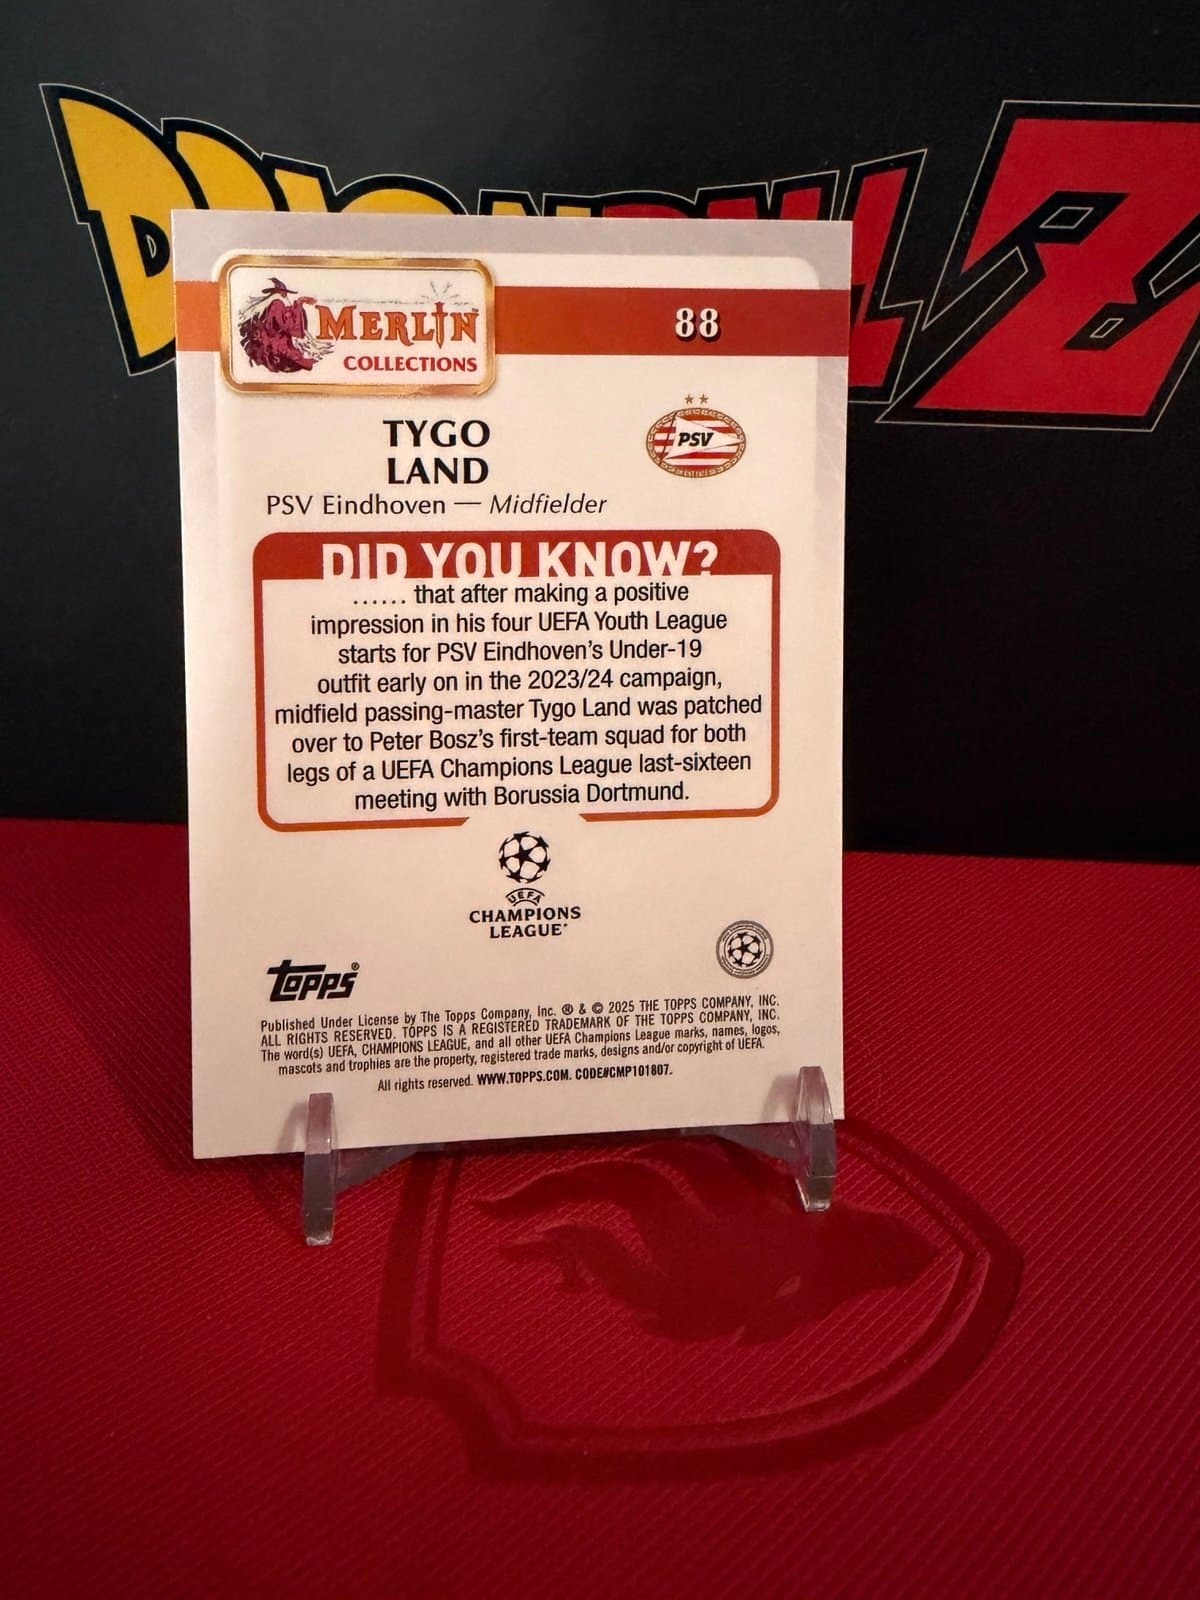 DRAGONBALL Z
MERLIN™
COLLECTIONS
88
TYGO
LAND
PSV
PSV Eindhoven — Midfielder
DID YOU KNOW?
...... that after making a positive
impression in his four UEFA Youth League
starts for PSV Eindhoven's Under-19
outfit early on in the 2023/24 campaign,
midfield passing-master Tygo Land was patched
over to Peter Bosz's first-team squad for both
legs of a UEFA Champions League last-sixteen
meeting with Borussia Dortmund.
UEFA
CHAMPIONS
LEAGUE
Topps®
Published Under License by The Topps Company, Inc. ® & © 2025 THE TOPPS COMPANY, INC.
ALL RIGHTS RESERVED. TOPPS IS A REGISTERED TRADEMARK OF THE TOPPS COMPANY, INC.
The word(s) UEFA, CHAMPIONS LEAGUE, and all other UEFA Champions League marks, names, logos,
mascots and trophies are the property, registered trade marks, designs and/or copyright of UEFA.
All rights reserved. WWW.TOPPS.COM. CODE#CMP101807.